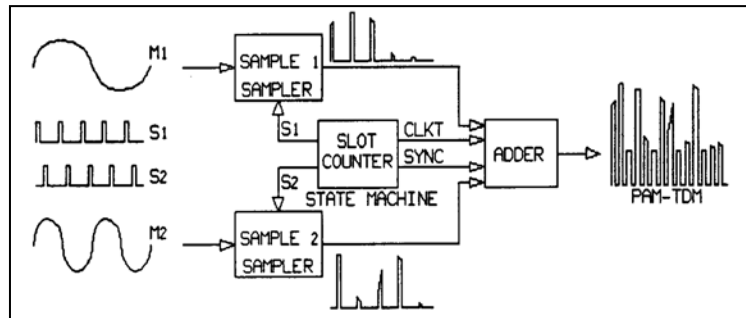 M1
SAMPLE 1
SAMPLER
S1
S1
SLOT
COUNTER
CLKT
SYNC
ADDER
S2
S2
STATE MACHINE
PAM-TDM
M2
SAMPLE 2
SAMPLER